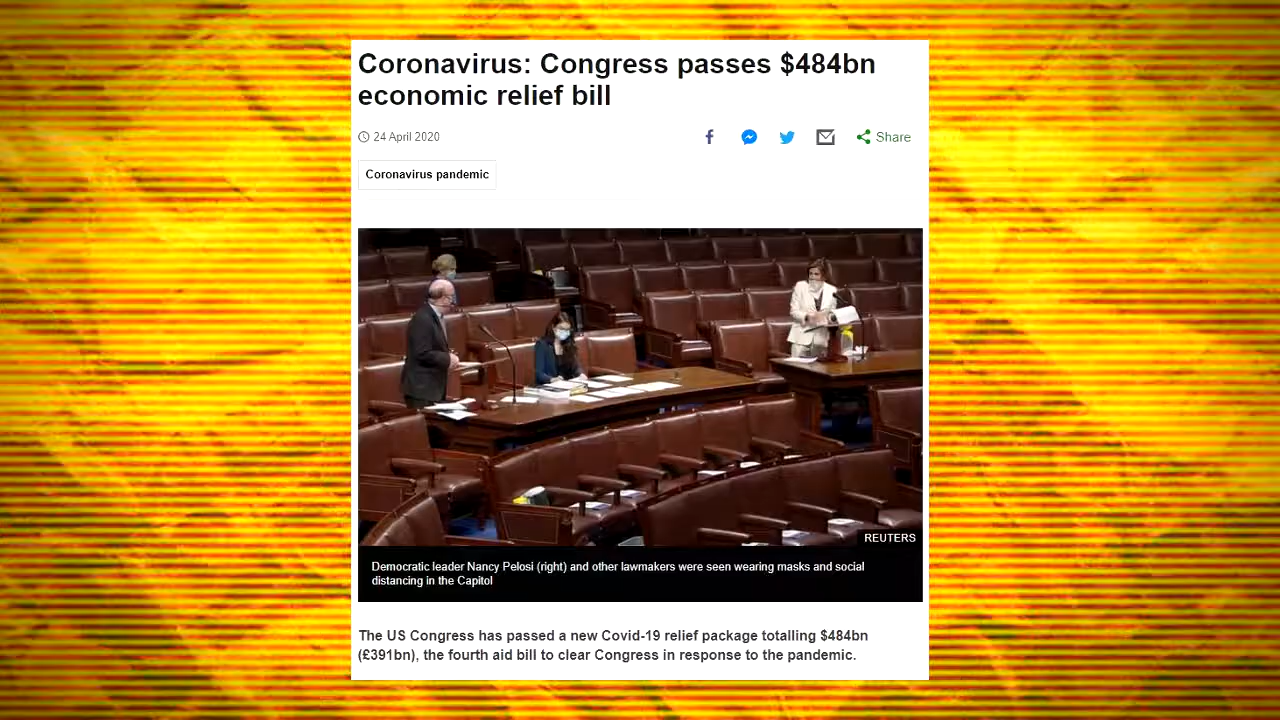 Coronavirus: Congress passes $484bn
economic relief bill
24 April 2020
Share
Coronavirus pandemic
REUTERS
Democratic leader Nancy Pelosi (right) and other lawmakers were seen wearing masks and social
distancing in the Capitol
The US Congress has passed a new Covid-19 relief package totalling $484bn
(£391bn), the fourth aid bill to clear Congress in response to the pandemic.